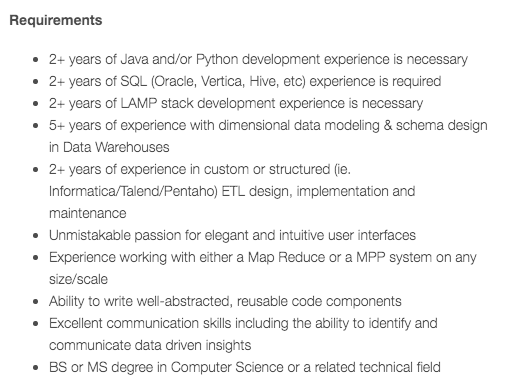 Requirements
• 2+ years of Java and/or Python development experience is necessary
• 2+ years of SQL (Oracle, Vertica, Hive, etc) experience is required
• 2+ years of LAMP stack development experience is necessary
• 5+ years of experience with dimensional data modeling & schema design
in Data Warehouses
• 2+ years of experience in custom or structured (ie.
Informatica/Talend/Pentaho) ETL design, implementation and
maintenance
• Unmistakable passion for elegant and intuitive user interfaces
• Experience working with either a Map Reduce or a MPP system on any
size/scale
• Ability to write well-abstracted, reusable code components
• Excellent communication skills including the ability to identify and
communicate data driven insights
• BS or MS degree in Computer Science or a related technical field